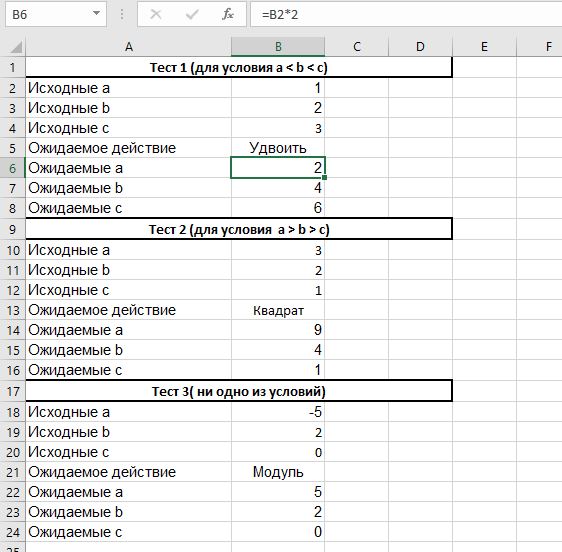 B6 fx =B2*2
A B C D E F
1 Тест 1 (для условия a < b < c)
2 Исходные a 1
3 Исходные b 2
4 Исходные c 3
5 Ожидаемое действие Удвоить
6 Ожидаемые a 2
7 Ожидаемые b 4
8 Ожидаемые c 6
9 Тест 2 (для условия a > b > c)
10 Исходные a 3
11 Исходные b 2
12 Исходные c 1
13 Ожидаемое действие Квадрат
14 Ожидаемые a 9
15 Ожидаемые b 4
16 Ожидаемые c 1
17 Тест 3( ни одно из условий)
18 Исходные a -5
19 Исходные b 2
20 Исходные c 0
21 Ожидаемое действие Модуль
22 Ожидаемые a 5
23 Ожидаемые b 2
24 Ожидаемые c 0
25